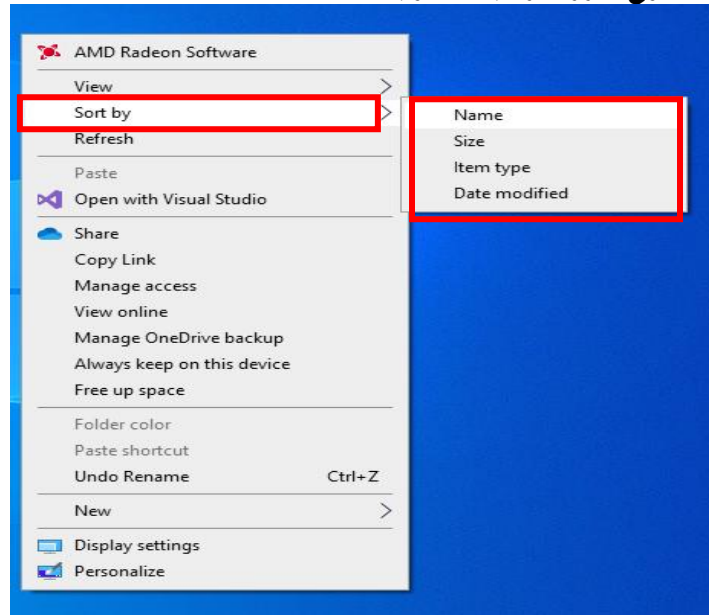 AMD Radeon Software
View
Sort by
Refresh
Paste
Open with Visual Studio
Share
Copy Link
Manage access
View online
Manage OneDrive backup
Always keep on this device
Free up space
Folder color
Paste shortcut
Undo Rename Ctrl+Z
New
Display settings
Personalize
Name
Size
Item type
Date modified